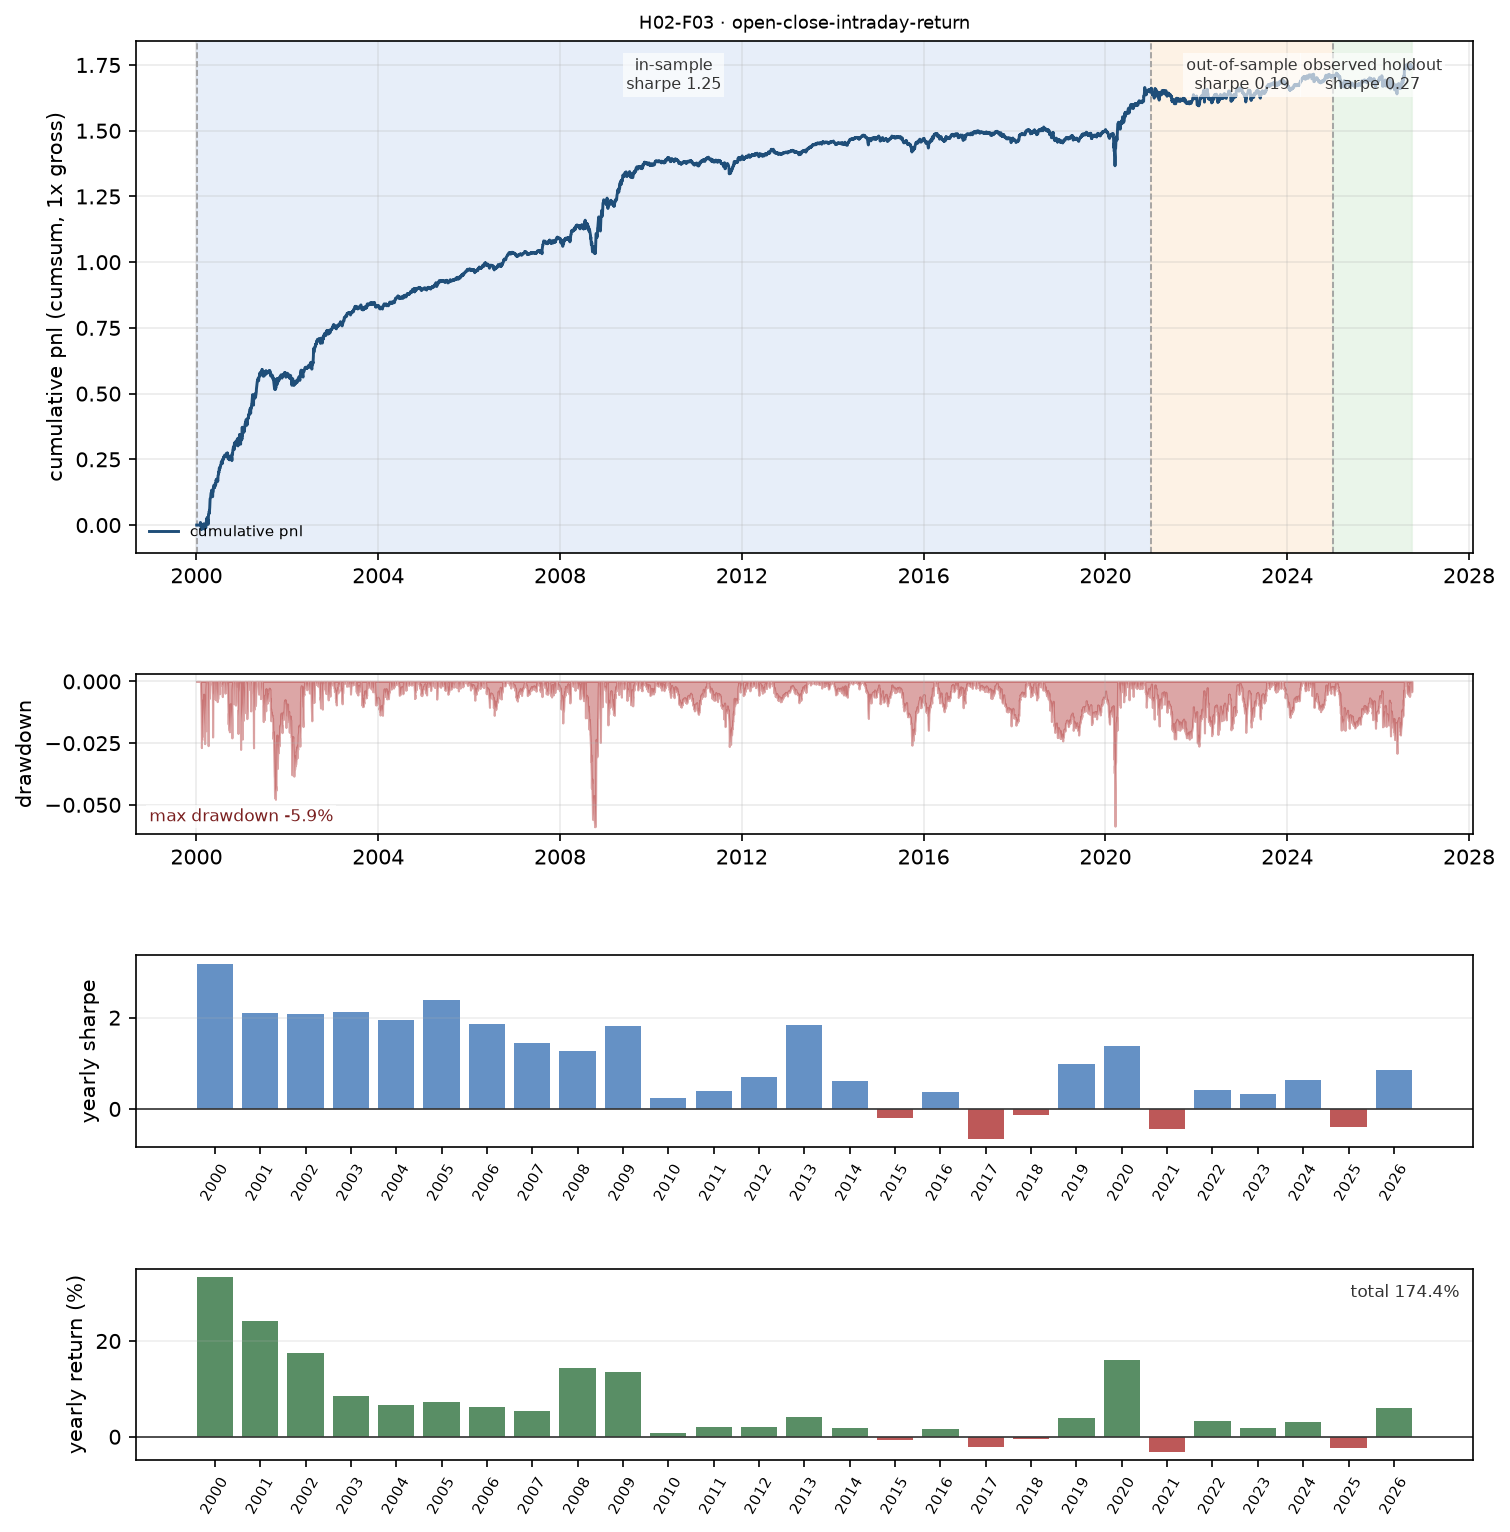 H02-F03 · open-close-intraday-return
cumulative pnl (cumsum, 1x gross)
1.75
1.50
1.25
1.00
0.75
0.50
0.25
0.00
in-sample
sharpe 1.25
out-of-sample
sharpe 0.19
observed holdout
sharpe 0.27
cumulative pnl
2000 2004 2008 2012 2016 2020 2024 2028
drawdown
0.000
−0.025
−0.050
max drawdown -5.9%
2000 2004 2008 2012 2016 2020 2024 2028
yearly sharpe
2
0
2000 2001 2002 2003 2004 2005 2006 2007 2008 2009 2010 2011 2012 2013 2014 2015 2016 2017 2018 2019 2020 2021 2022 2023 2024 2025 2026
yearly return (%)
20
0
total 174.4%
2000 2001 2002 2003 2004 2005 2006 2007 2008 2009 2010 2011 2012 2013 2014 2015 2016 2017 2018 2019 2020 2021 2022 2023 2024 2025 2026